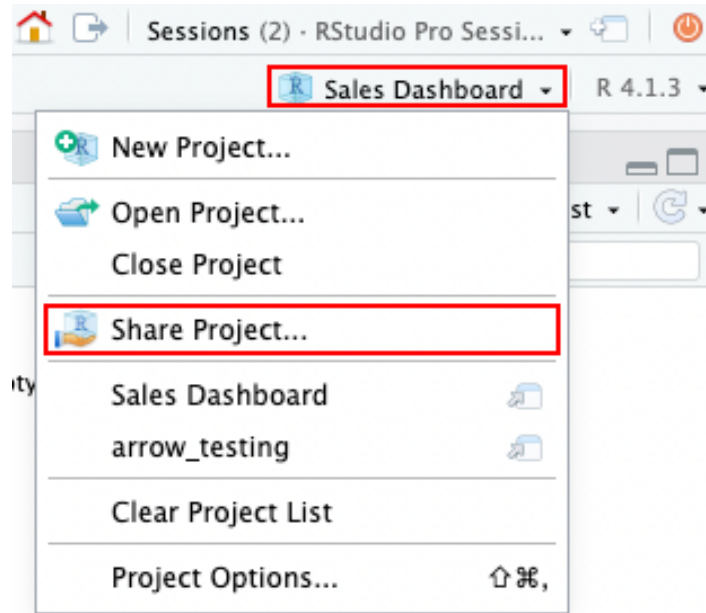 Sessions (2) - RStudio Pro Sessi...
R Sales Dashboard
R 4.1.3
R New Project...
Open Project...
st
Close Project
R Share Project...
Sales Dashboard
arrow_testing
Clear Project List
Project Options... ⇧⌘,